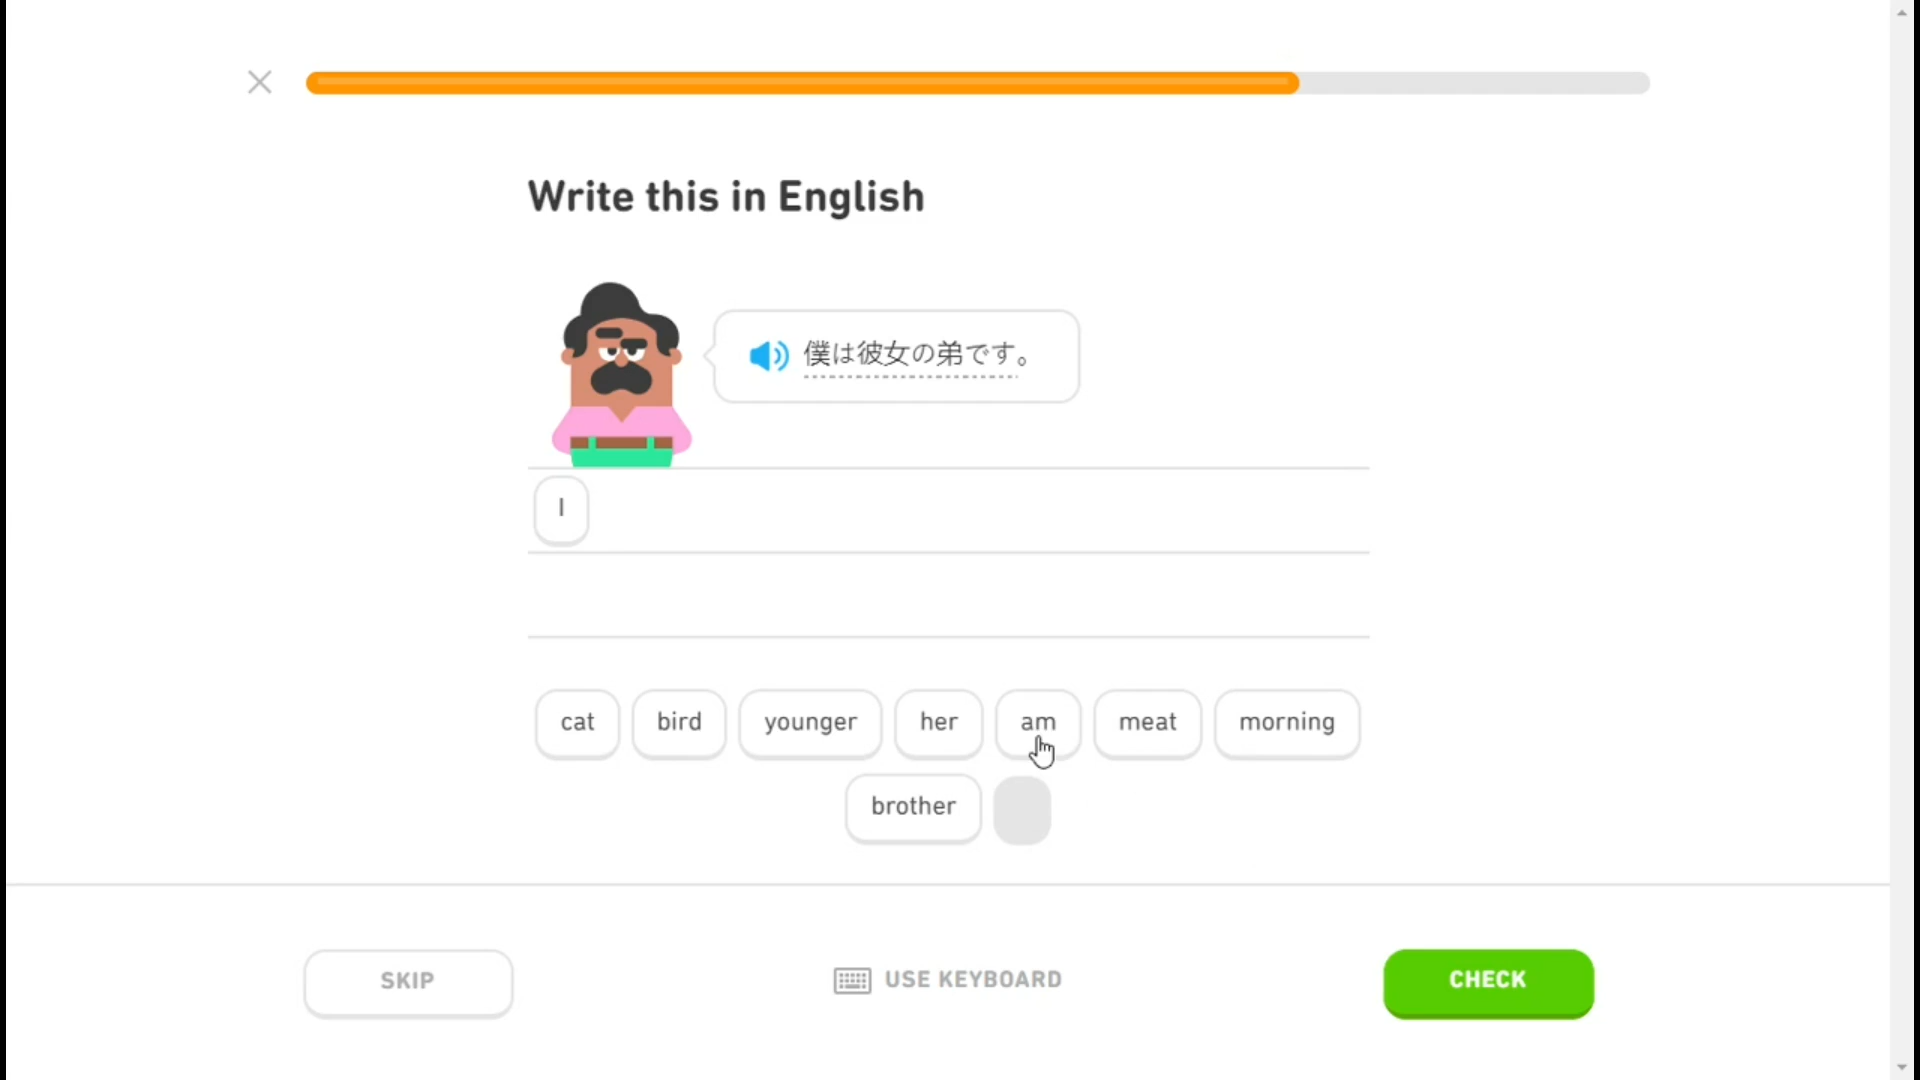 Write this in English
僕は彼女の弟です。
I
cat bird younger her am meat morning
brother
SKIP USE KEYBOARD CHECK